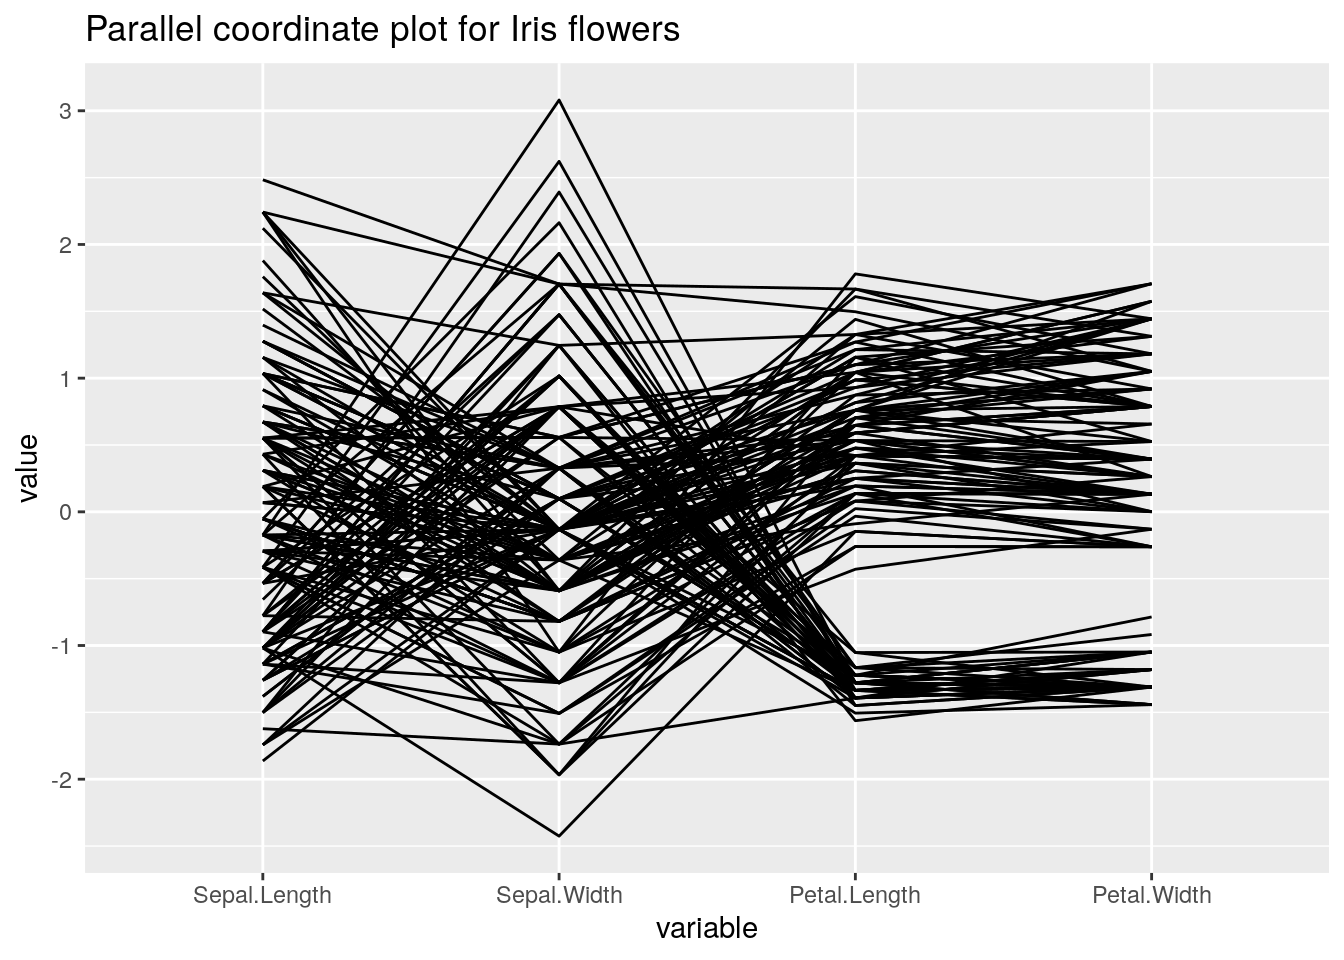 Parallel coordinate plot for Iris flowers
3
2
1
0
-1
-2
value
Sepal.Length Sepal.Width Petal.Length Petal.Width
variable